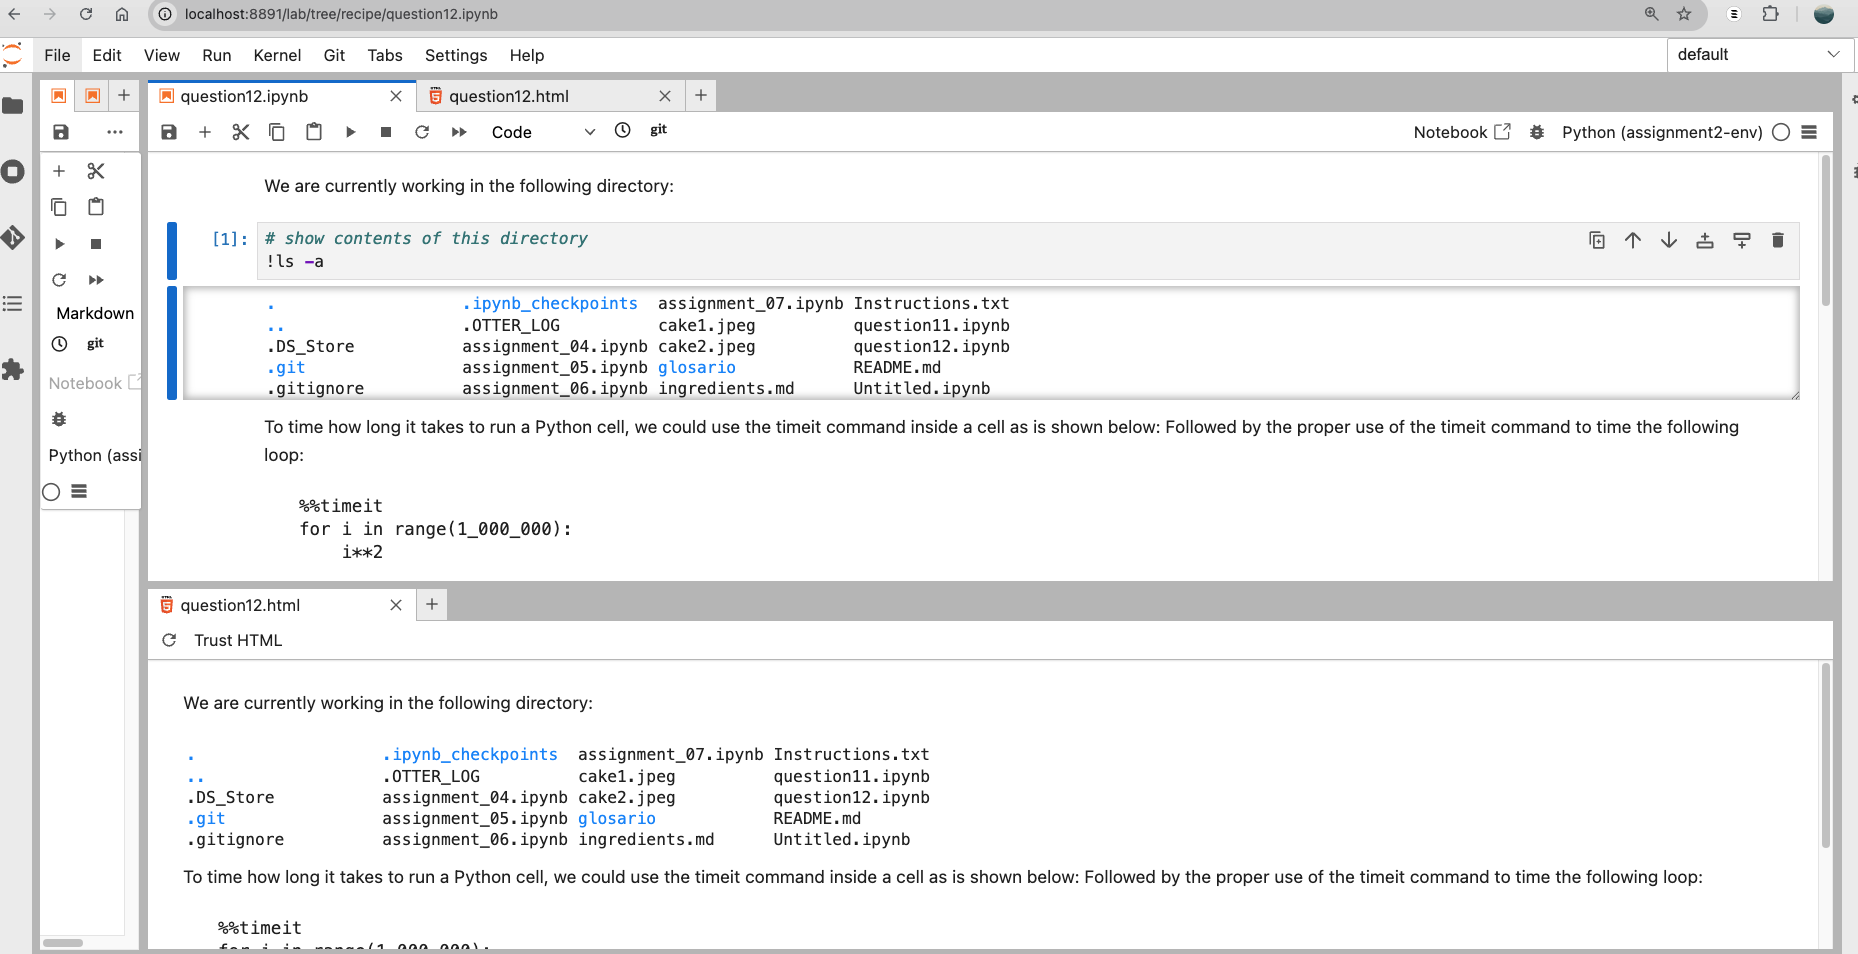 localhost:8891/lab/tree/recipe/question12.ipynb
File Edit View Run Kernel Git Tabs Settings Help
default
question12.ipynb question12.html
Code git Notebook Python (assignment2-env)
Markdown
git
Notebook
Python (assi
We are currently working in the following directory:
[1]: # show contents of this directory
!ls -a
. .ipynb_checkpoints assignment_07.ipynb Instructions.txt
.. .OTTER_LOG cake1.jpeg question11.ipynb
.DS_Store assignment_04.ipynb cake2.jpeg question12.ipynb
.git assignment_05.ipynb glosario README.md
.gitignore assignment_06.ipynb ingredients.md Untitled.ipynb
To time how long it takes to run a Python cell, we could use the timeit command inside a cell as is shown below: Followed by the proper use of the timeit command to time the following
loop:
%%timeit
for i in range(1_000_000):
    i**2
question12.html
Trust HTML
We are currently working in the following directory:
. .ipynb_checkpoints assignment_07.ipynb Instructions.txt
.. .OTTER_LOG cake1.jpeg question11.ipynb
.DS_Store assignment_04.ipynb cake2.jpeg question12.ipynb
.git assignment_05.ipynb glosario README.md
.gitignore assignment_06.ipynb ingredients.md Untitled.ipynb
To time how long it takes to run a Python cell, we could use the timeit command inside a cell as is shown below: Followed by the proper use of the timeit command to time the following loop:
%%timeit
for i in range(1_000_000):